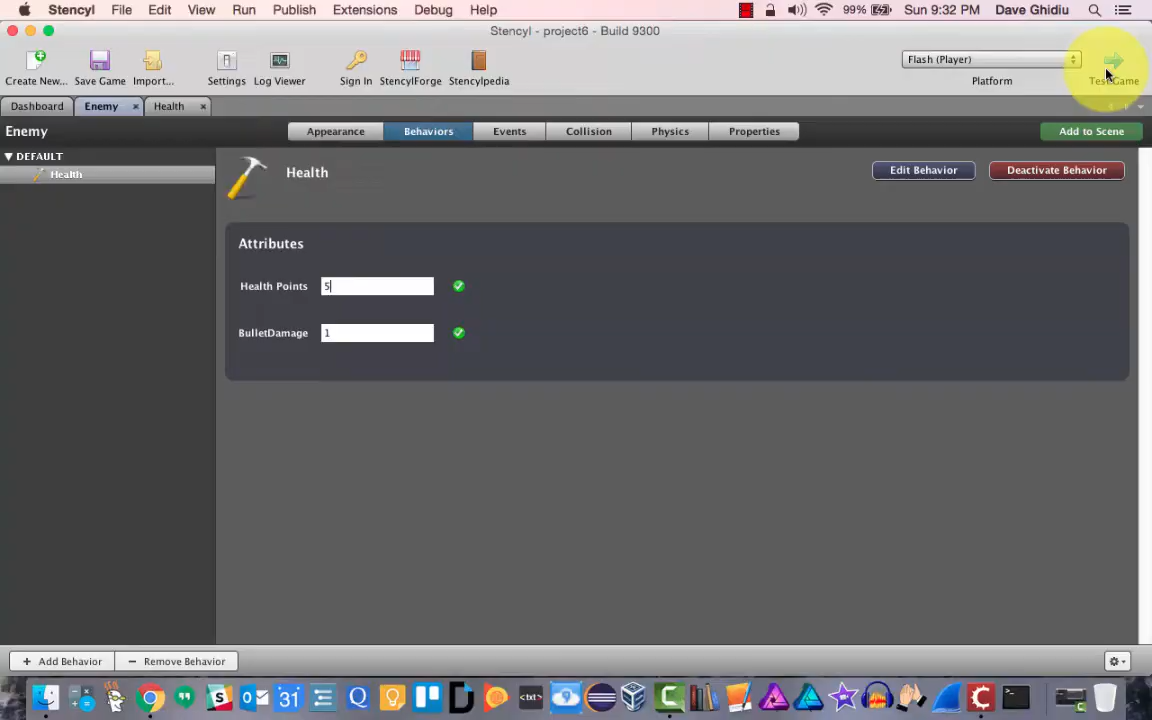 Stencyl File Edit View Run Publish Extensions Debug Help 99% Sun 9:32 PM Dave Ghidiu
Stencyl - project6 - Build 9300
Create New... Save Game Import... Settings Log Viewer Sign In StencylForge Stencylpedia Flash (Player) Platform Test Game
Dashboard Enemy × Health ×
Enemy Appearance Behaviors Events Collision Physics Properties Add to Scene
DEFAULT
Health
Health Edit Behavior Deactivate Behavior
Attributes
Health Points 5
BulletDamage 1
+ Add Behavior − Remove Behavior
31 <txt>